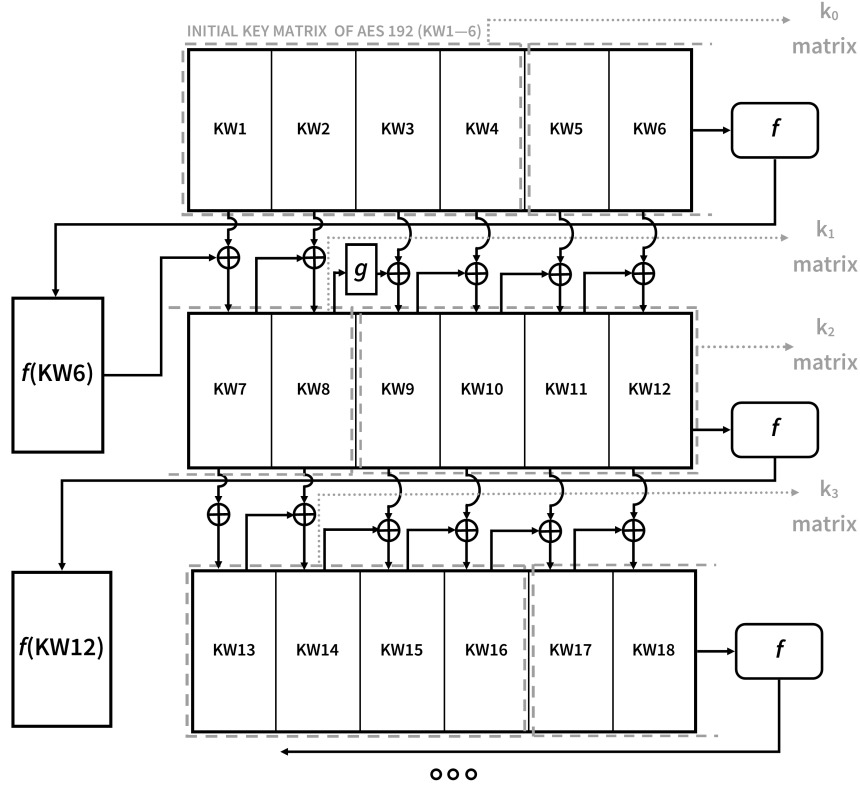 INITIAL KEY MATRIX OF AES 192 (KW1—6)
k0
matrix
KW1 KW2 KW3 KW4 KW5 KW6
f
k1
matrix
g
f(KW6)
k2
matrix
KW7 KW8 KW9 KW10 KW11 KW12
f
k3
matrix
f(KW12)
KW13 KW14 KW15 KW16 KW17 KW18
f